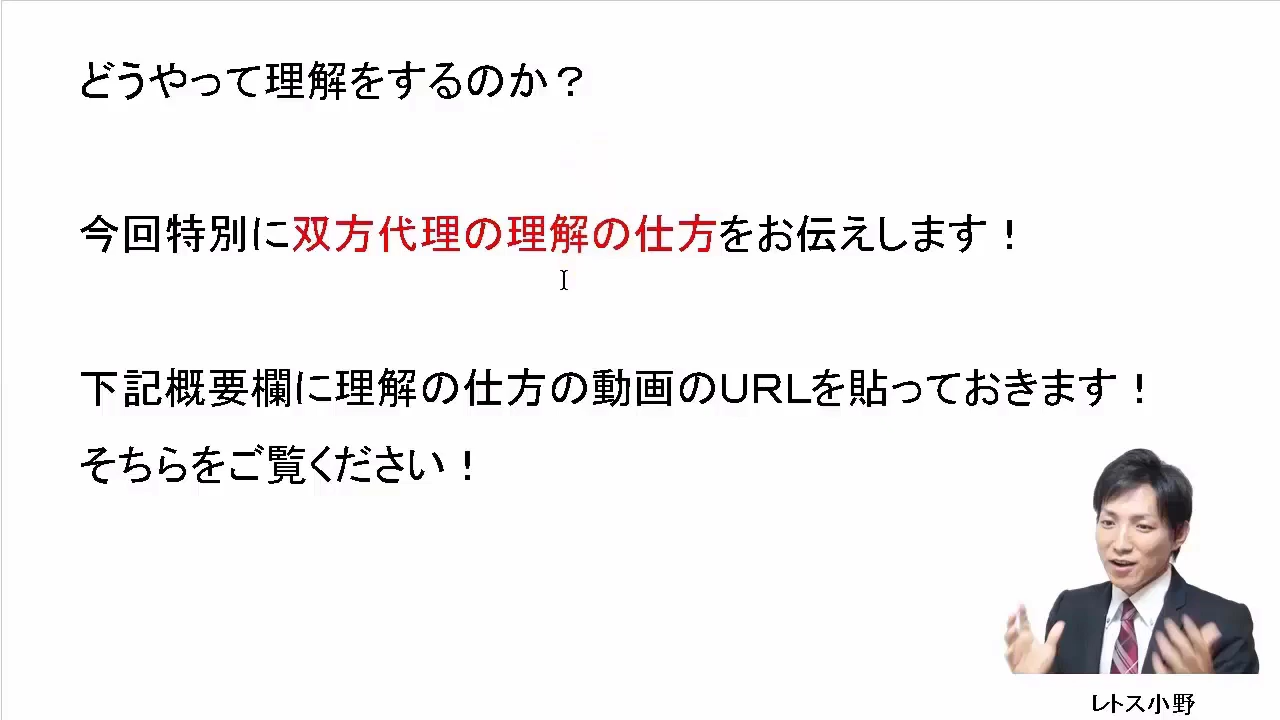 どうやって理解をするのか？
今回特別に双方代理の理解の仕方をお伝えします！
下記概要欄に理解の仕方の動画のＵＲＬを貼っておきます！
そちらをご覧ください！
レトス小野